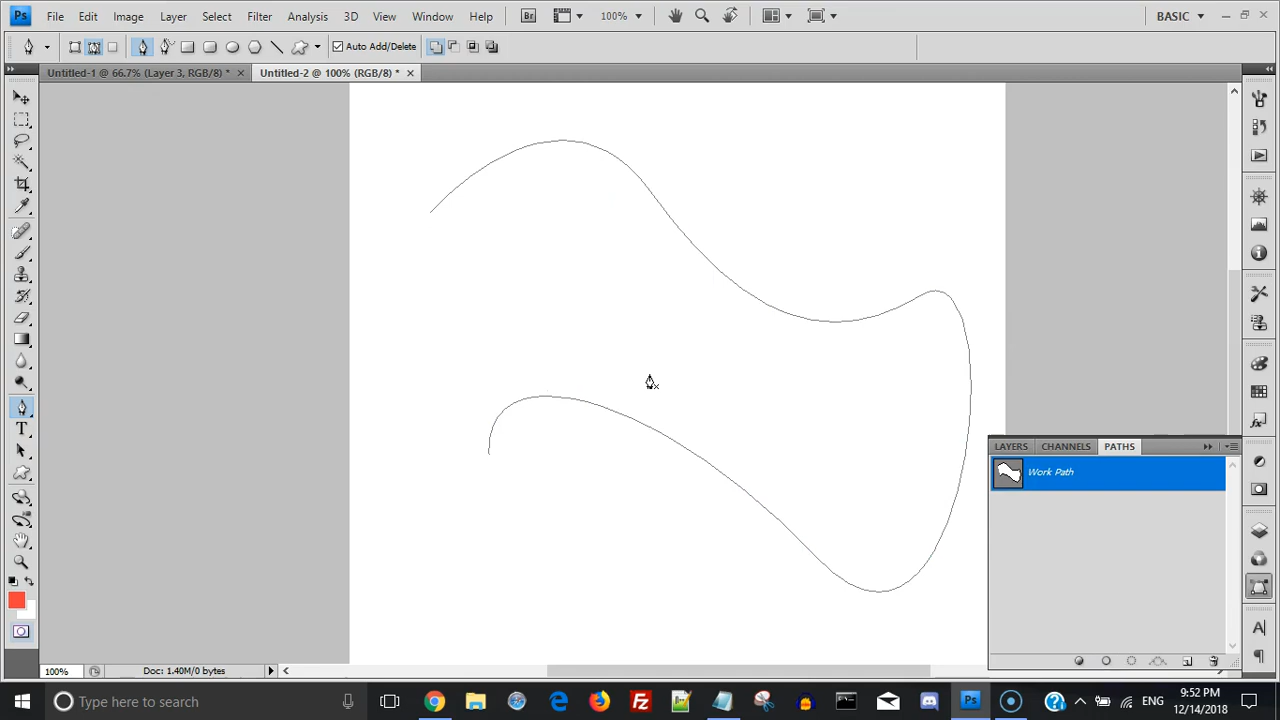 Ps File Edit Image Layer Select Filter Analysis 3D View Window Help Br 100% BASIC
Auto Add/Delete
Untitled-1 @ 66.7% (Layer 3, RGB/8) * Untitled-2 @ 100% (RGB/8) *
LAYERS CHANNELS PATHS
Work Path
100% Doc: 1.40M/0 bytes
Type here to search ENG 9:52 PM
12/14/2018